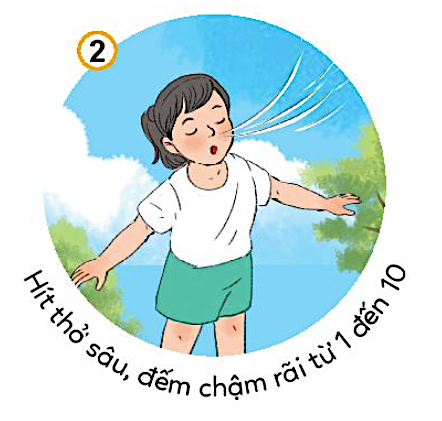 2
Hít thở sâu, đếm chậm rãi từ 1 đến 10